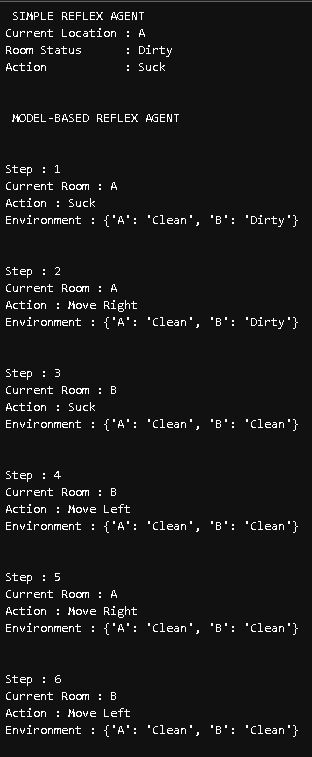 SIMPLE REFLEX AGENT
Current Location : A
Room Status      : Dirty
Action           : Suck
MODEL-BASED REFLEX AGENT
Step : 1
Current Room : A
Action : Suck
Environment : {'A': 'Clean', 'B': 'Dirty'}
Step : 2
Current Room : A
Action : Move Right
Environment : {'A': 'Clean', 'B': 'Dirty'}
Step : 3
Current Room : B
Action : Suck
Environment : {'A': 'Clean', 'B': 'Clean'}
Step : 4
Current Room : B
Action : Move Left
Environment : {'A': 'Clean', 'B': 'Clean'}
Step : 5
Current Room : A
Action : Move Right
Environment : {'A': 'Clean', 'B': 'Clean'}
Step : 6
Current Room : B
Action : Move Left
Environment : {'A': 'Clean', 'B': 'Clean'}